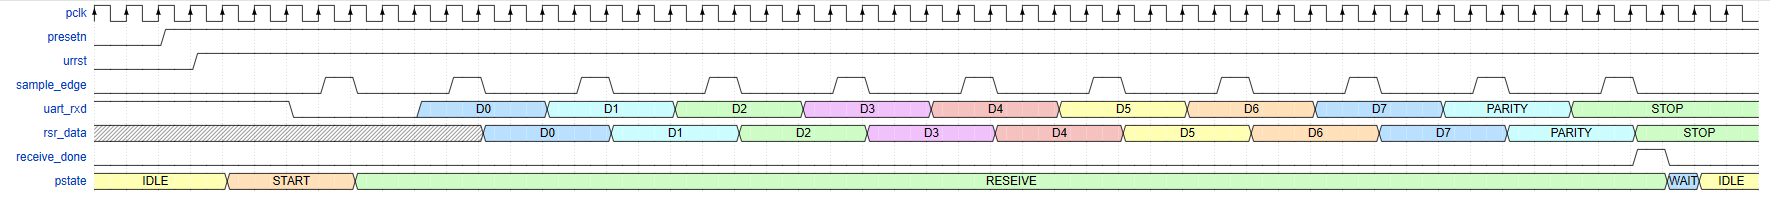 pclk
presetn
urrst
sample_edge
uart_rxd D0 D1 D2 D3 D4 D5 D6 D7 PARITY STOP
rsr_data D0 D1 D2 D3 D4 D5 D6 D7 PARITY STOP
receive_done
pstate IDLE START RESEIVE WAIT IDLE